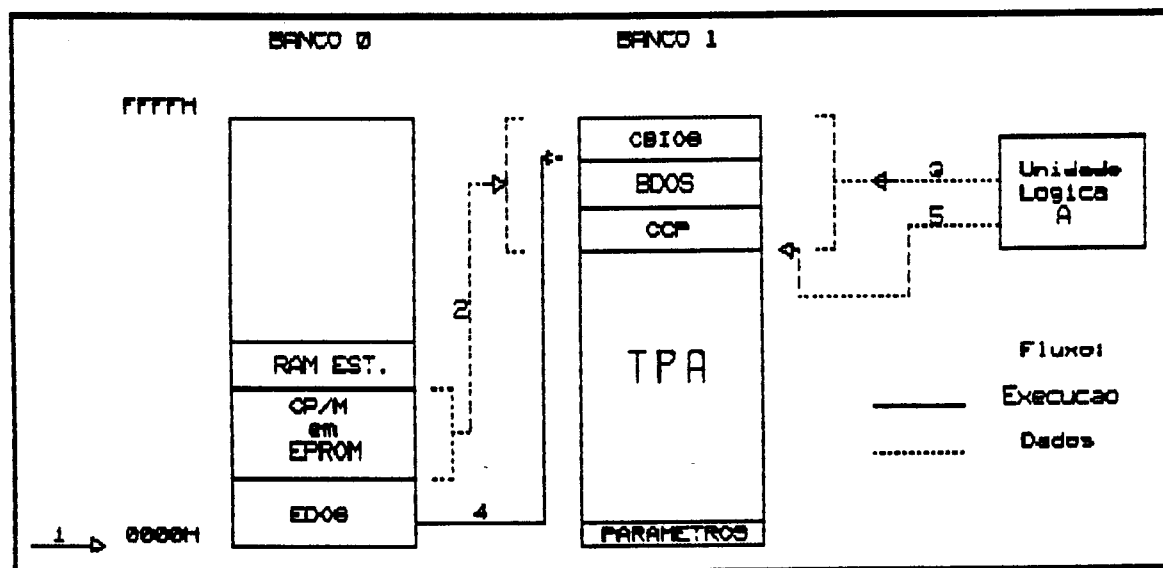 BANCO 0
BANCO 1
FFFFH
CBIOS
BDOS
CCP
Unidade
Logica
A
3
5
2
RAM EST.
TPA
CP/M
em
EPROM
Fluxo:
Execucao
Dados
EDOS
4
PARAMETROS
1
0000H